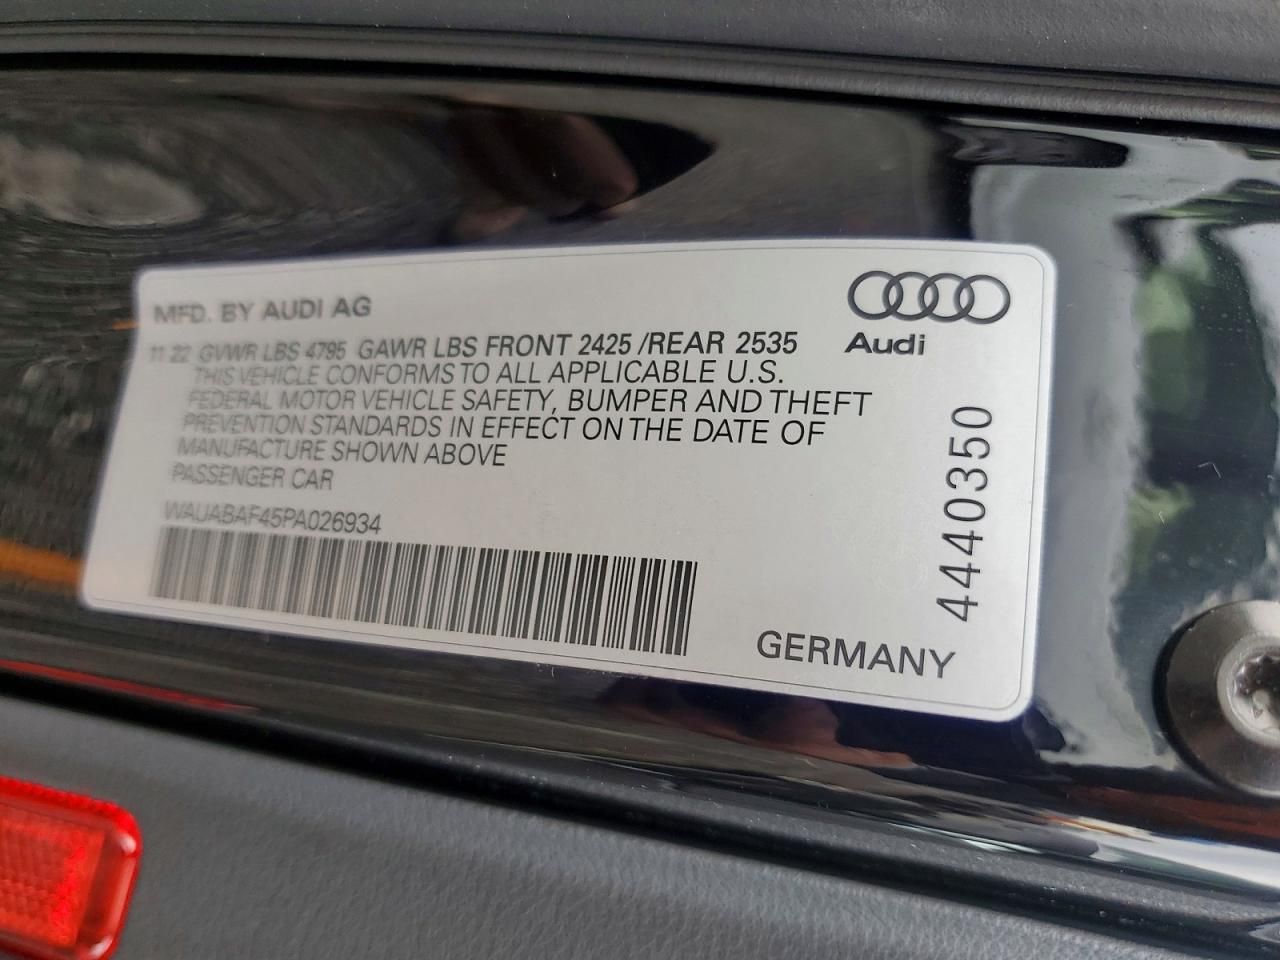 MFD. BY AUDI AG
11 22 GVWR LBS 4795 GAWR LBS FRONT 2425 /REAR 2535
THIS VEHICLE CONFORMS TO ALL APPLICABLE U.S.
FEDERAL MOTOR VEHICLE SAFETY, BUMPER AND THEFT
PREVENTION STANDARDS IN EFFECT ON THE DATE OF
MANUFACTURE SHOWN ABOVE
PASSENGER CAR
WAUABAF45PA026934
Audi
4440350
GERMANY